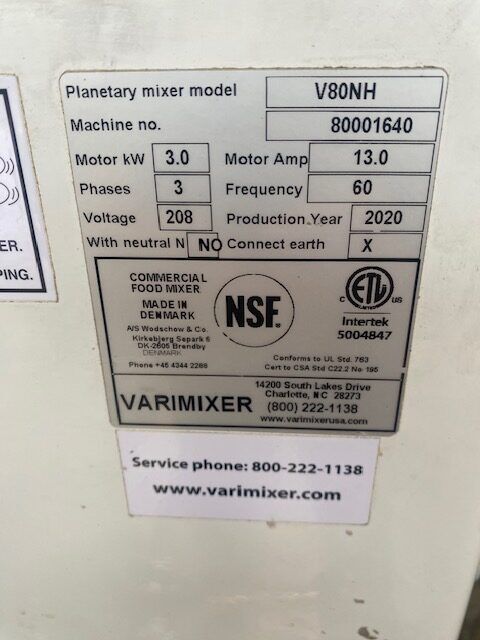 Planetary mixer model V80NH
Machine no. 80001640
Motor kW 3.0 Motor Amp 13.0
Phases 3 Frequency 60
Voltage 208 Production Year 2020
With neutral N NO Connect earth X
ER.
PING.
COMMERCIAL
FOOD MIXER
MADE IN
DENMARK
A/S Wodschow & Co.
Kirkebjerg Sopark 6
DK-2605 Brondby
DENMARK
Phone +45 4344 2288
NSF®
C ETL US
Intertek
5004847
Conforms to UL Std. 763
Cert to CSA Std C22.2 No 195
VARIMIXER
14200 South Lakes Drive
Charlotte, NC 28273
(800) 222-1138
www.varimixerusa.com
Service phone: 800-222-1138
www.varimixer.com